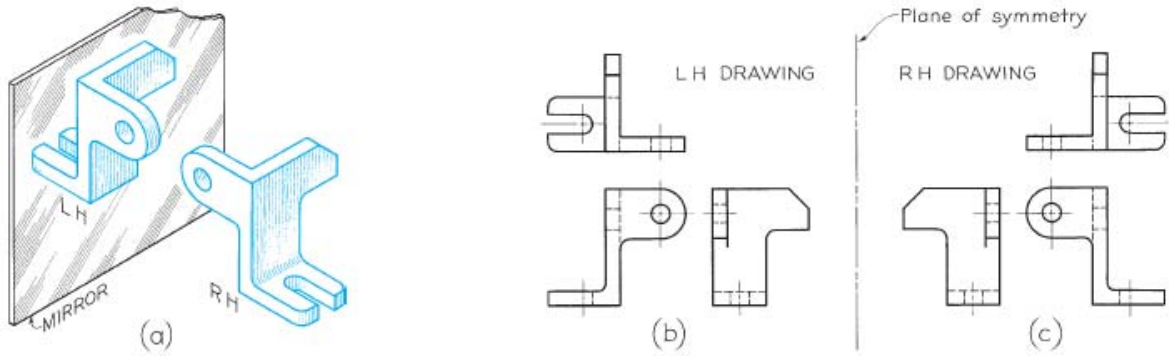 Plane of symmetry
LH DRAWING
RH DRAWING
LH
RH
MIRROR
(a)
(b)
(c)